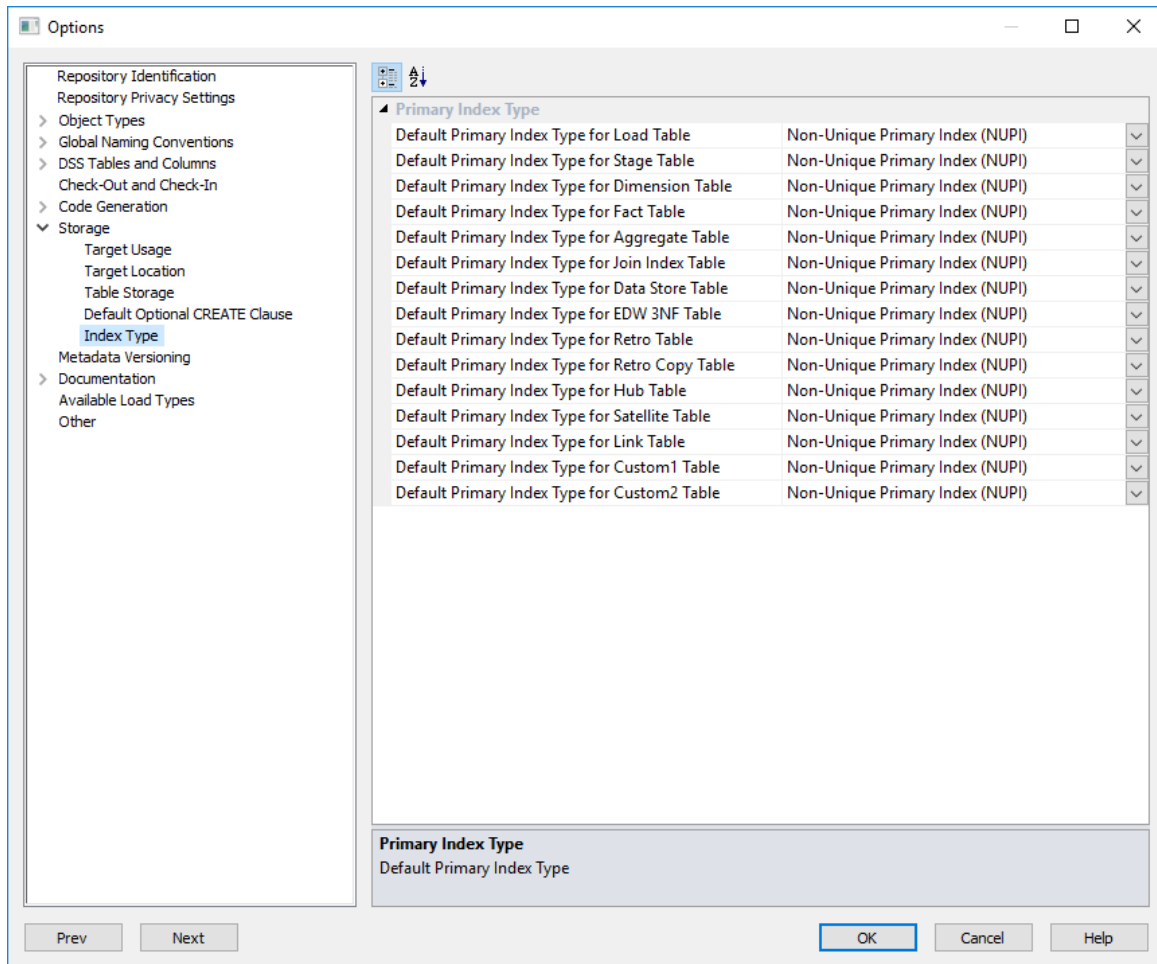 Options
Repository Identification
Repository Privacy Settings
Object Types
Global Naming Conventions
DSS Tables and Columns
Check-Out and Check-In
Code Generation
Storage
Target Usage
Target Location
Table Storage
Default Optional CREATE Clause
Index Type
Metadata Versioning
Documentation
Available Load Types
Other
Primary Index Type
Default Primary Index Type for Load Table Non-Unique Primary Index (NUPI)
Default Primary Index Type for Stage Table Non-Unique Primary Index (NUPI)
Default Primary Index Type for Dimension Table Non-Unique Primary Index (NUPI)
Default Primary Index Type for Fact Table Non-Unique Primary Index (NUPI)
Default Primary Index Type for Aggregate Table Non-Unique Primary Index (NUPI)
Default Primary Index Type for Join Index Table Non-Unique Primary Index (NUPI)
Default Primary Index Type for Data Store Table Non-Unique Primary Index (NUPI)
Default Primary Index Type for EDW 3NF Table Non-Unique Primary Index (NUPI)
Default Primary Index Type for Retro Table Non-Unique Primary Index (NUPI)
Default Primary Index Type for Retro Copy Table Non-Unique Primary Index (NUPI)
Default Primary Index Type for Hub Table Non-Unique Primary Index (NUPI)
Default Primary Index Type for Satellite Table Non-Unique Primary Index (NUPI)
Default Primary Index Type for Link Table Non-Unique Primary Index (NUPI)
Default Primary Index Type for Custom1 Table Non-Unique Primary Index (NUPI)
Default Primary Index Type for Custom2 Table Non-Unique Primary Index (NUPI)
Primary Index Type
Default Primary Index Type
Prev Next OK Cancel Help